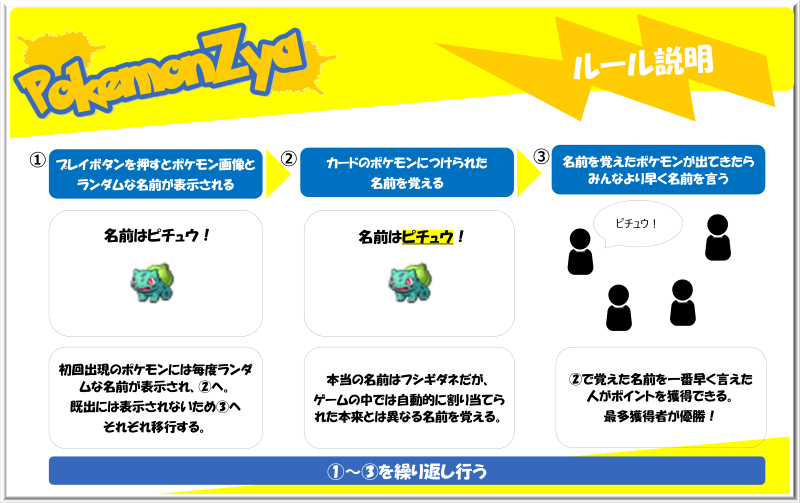 PokemonZya
ルール説明
①
プレイボタンを押すとポケモン画像と
ランダムな名前が表示される
②
カードのポケモンにつけられた
名前を覚える
③
名前を覚えたポケモンが出てきたら
みんなより早く名前を言う
名前はピチュウ！
名前はピチュウ！
ピチュウ！
初回出現のポケモンには毎度ランダ
ムな名前が表示され、②へ。
既出には表示されないため③へ
それぞれ移行する。
本当の名前はフシギダネだが、
ゲームの中では自動的に割り当てら
れた本来とは異なる名前を覚える。
②で覚えた名前を一番早く言えた
人がポイントを獲得できる。
最多獲得者が優勝！
①～③を繰り返し行う